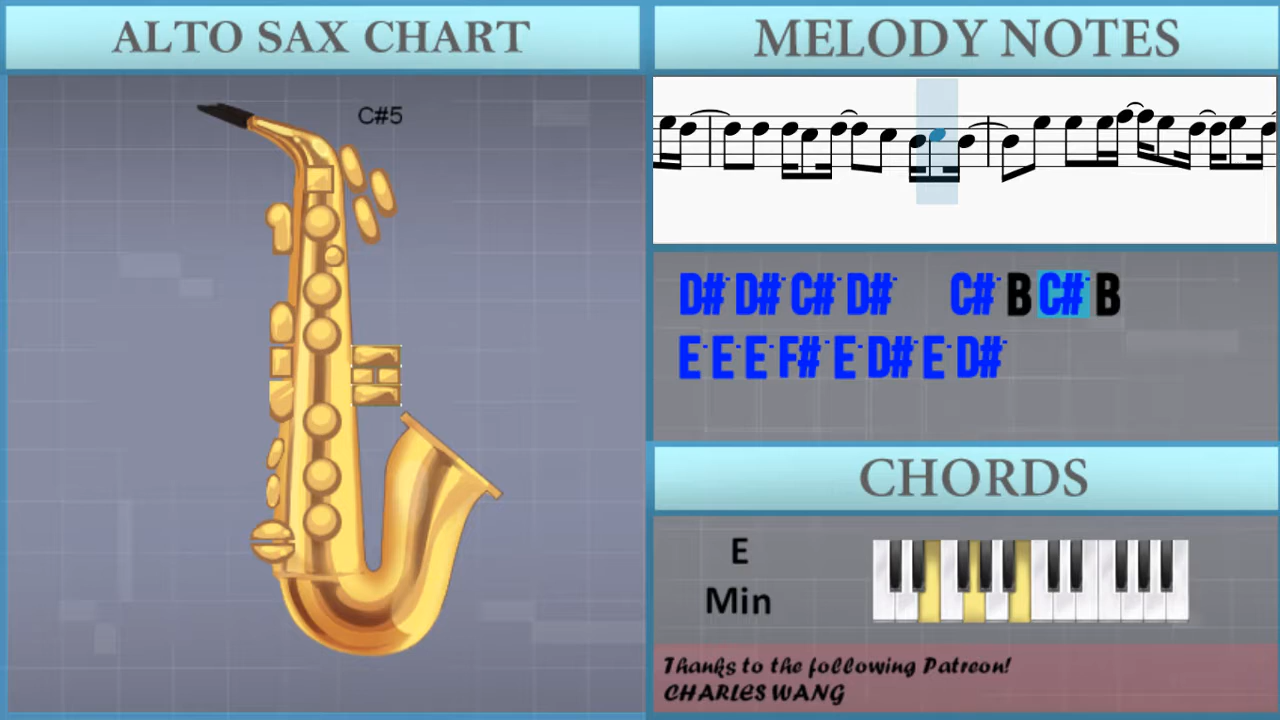 ALTO SAX CHART
C#5
MELODY NOTES
D#- D#- C#- D#- C#- B C#- B
E- E- E- F#- E- D#- E- D#-
CHORDS
E
Min
Thanks to the following Patreon!
CHARLES WANG